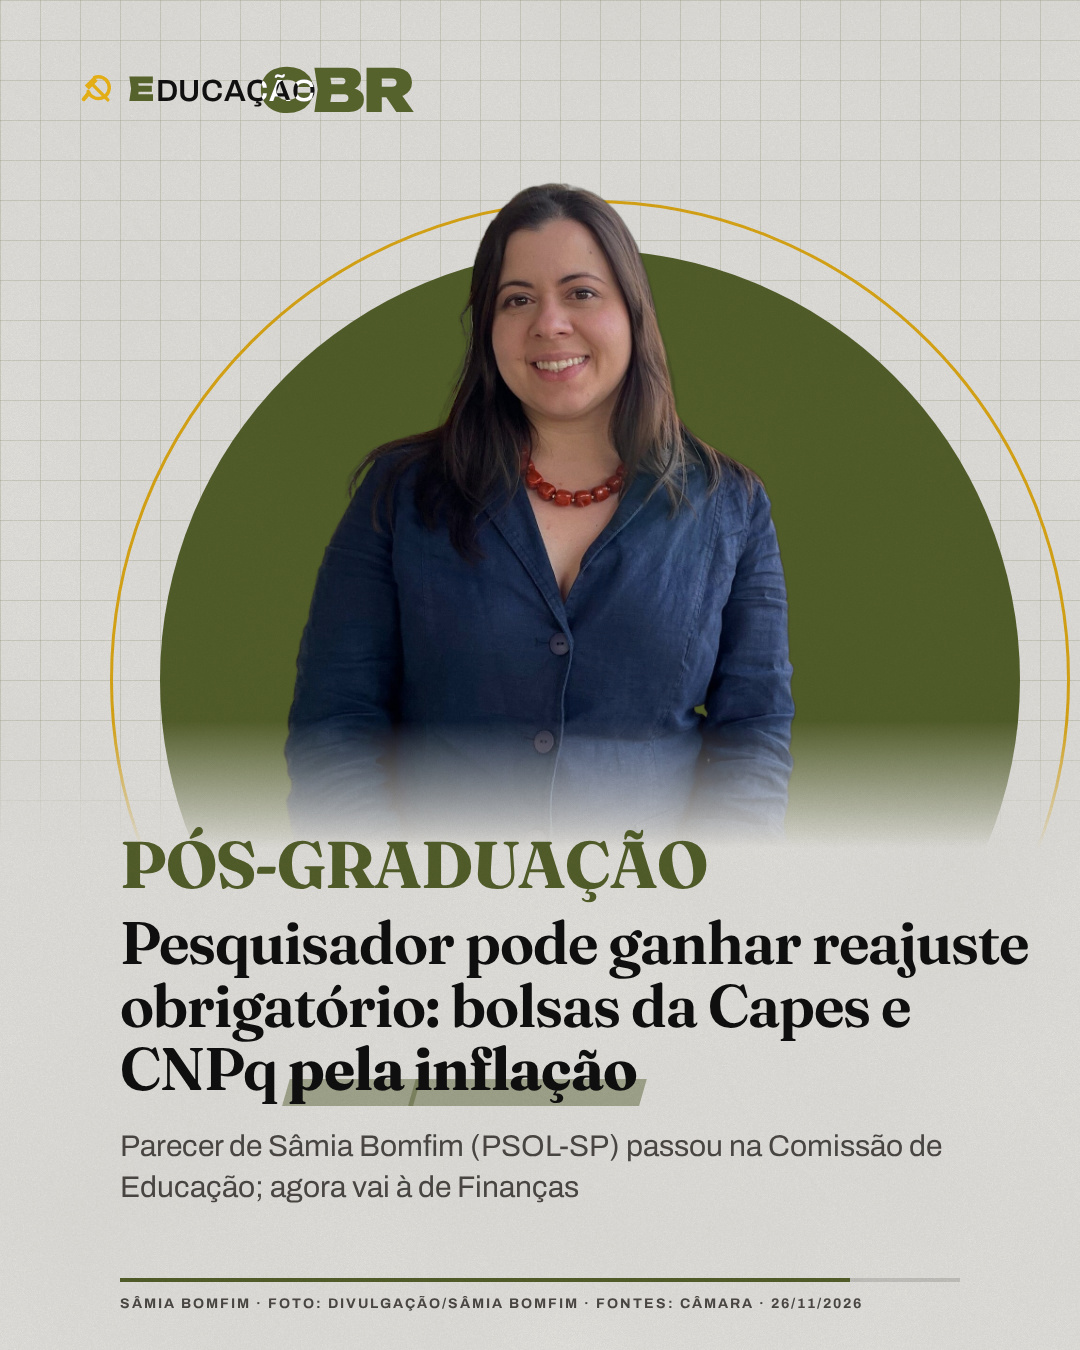 EDUCAÇÃO BR
PÓS-GRADUAÇÃO
Pesquisador pode ganhar reajuste
obrigatório: bolsas da Capes e
CNPq pela inflação
Parecer de Sâmia Bomfim (PSOL-SP) passou na Comissão de
Educação; agora vai à de Finanças
SÂMIA BOMFIM · FOTO: DIVULGAÇÃO/SÂMIA BOMFIM · FONTES: CÂMARA · 26/11/2026